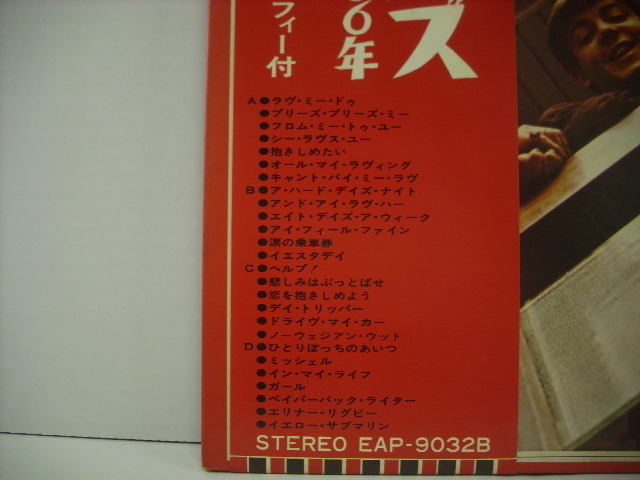 ズ
6年
フィー付
A●ラヴ・ミー・ドゥ
●プリーズ・プリーズ・ミー
●フロム・ミー・トゥ・ユー
●シー・ラヴス・ユー
●抱きしめたい
●オール・マイ・ラヴィング
●キャント・バイ・ミー・ラヴ
B●ア・ハード・デイズ・ナイト
●アンド・アイ・ラヴ・ハー
●エイト・デイズ・ア・ウィーク
●アイ・フィール・ファイン
●涙の乗車券
●イエスタデイ
C●ヘルプ!
●悲しみはぶっとばせ
●恋を抱きしめよう
●デイ・トリッパー
●ドライヴ・マイ・カー
●ノーウェジアン・ウッド
D●ひとりぼっちのあいつ
●ミッシェル
●イン・マイ・ライフ
●ガール
●ペイパーバック・ライター
●エリナー・リグビー
●イエロー・サブマリン
STEREO EAP-9032B